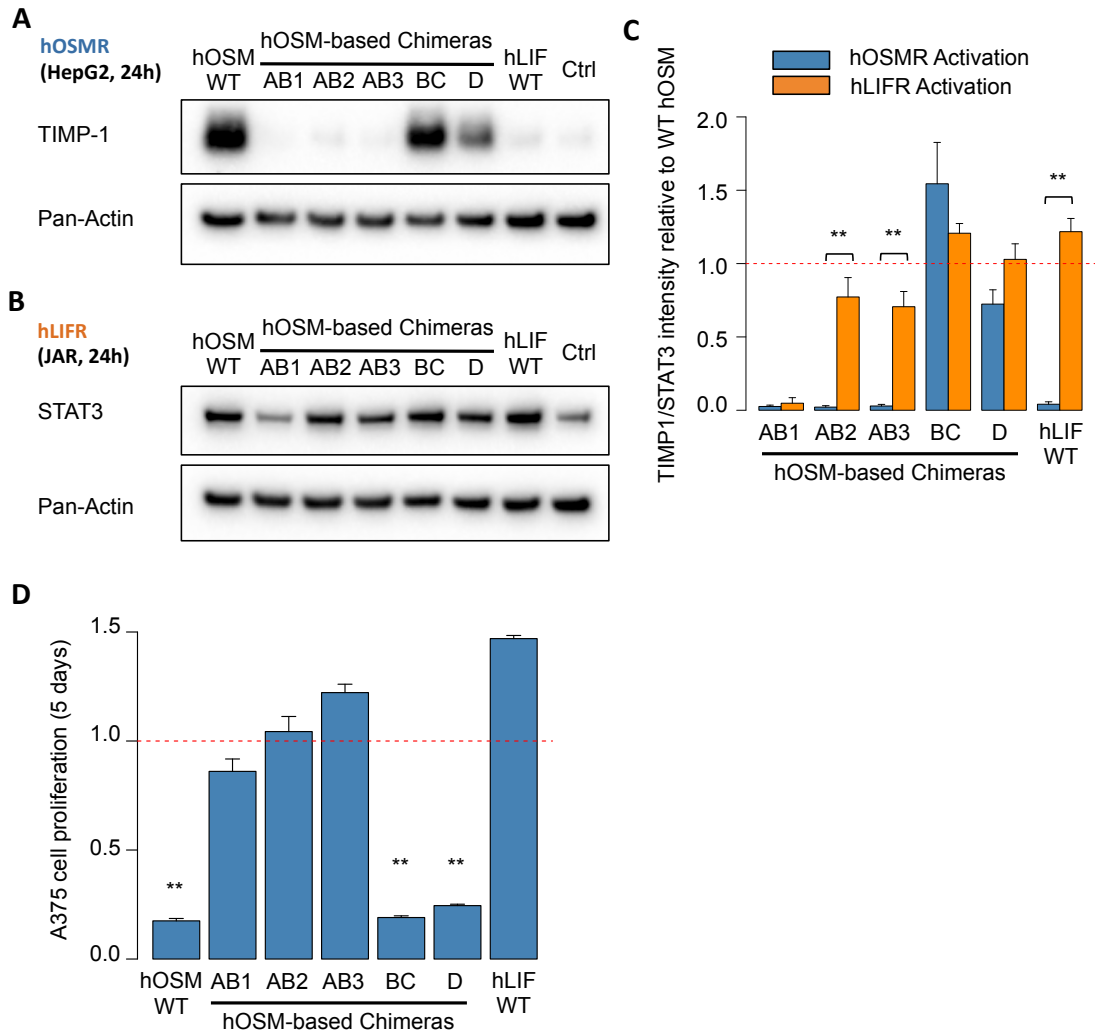 A
hOSMR
(HepG2, 24h)
hOSM
WT
hOSM-based Chimeras
AB1 AB2 AB3 BC D
hLIF
WT
Ctrl
TIMP-1
Pan-Actin
B
hLIFR
(JAR, 24h)
hOSM
WT
hOSM-based Chimeras
AB1 AB2 AB3 BC D
hLIF
WT
Ctrl
STAT3
Pan-Actin
C
hOSMR Activation
hLIFR Activation
TIMP1/STAT3 intensity relative to WT hOSM
2.0
1.5
1.0
0.5
0.0
** ** **
AB1 AB2 AB3 BC D
hLIF
WT
hOSM-based Chimeras
D
A375 cell proliferation (5 days)
1.5
1.0
0.5
0.0
** ** **
hOSM
WT
AB1 AB2 AB3 BC D
hLIF
WT
hOSM-based Chimeras